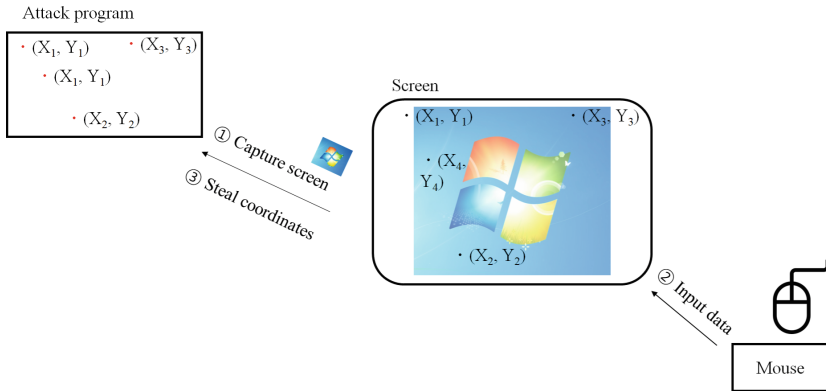 Attack program
· (X₁, Y₁)
· (X₃, Y₃)
· (X₁, Y₁)
· (X₂, Y₂)
① Capture screen
③ Steal coordinates
Screen
· (X₁, Y₁)
· (X₃, Y₃)
· (X₄,
Y₄)
· (X₂, Y₂)
② Input data
Mouse